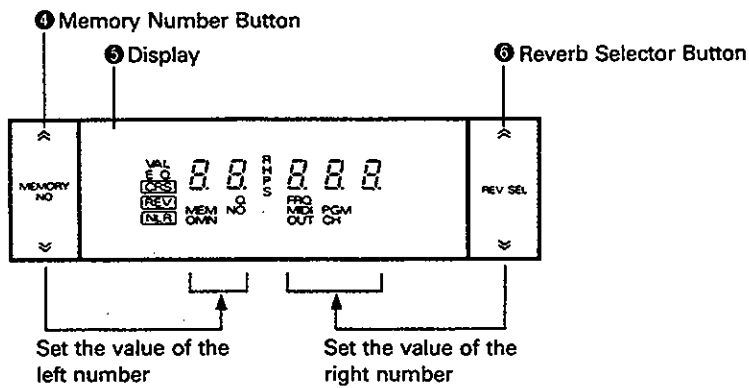 ❹ Memory Number Button
❺ Display
❻ Reverb Selector Button
MEMORY
NO
VAL
E Q
CRS
REV
NLR
8. 8.
MEM
OMN
Q
NO
R
H
P
S
8. 8. 8.
FRQ
MIDI PGM
OUT CH
REV SEL
Set the value of the
left number
Set the value of the
right number